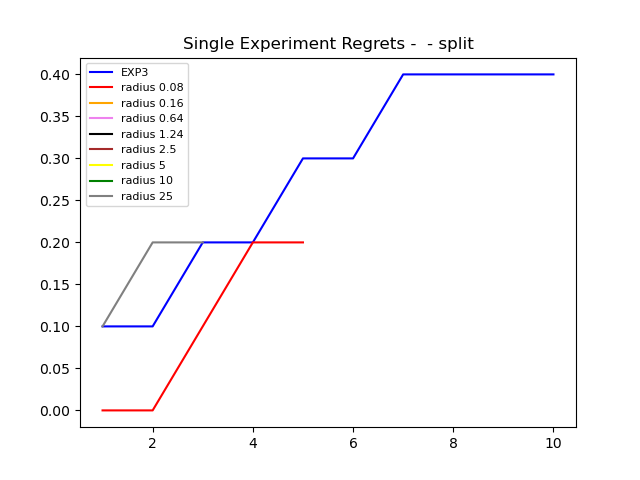 Single Experiment Regrets -  - split
0.40
0.35
0.30
0.25
0.20
0.15
0.10
0.05
0.00
EXP3
radius 0.08
radius 0.16
radius 0.64
radius 1.24
radius 2.5
radius 5
radius 10
radius 25
2 4 6 8 10